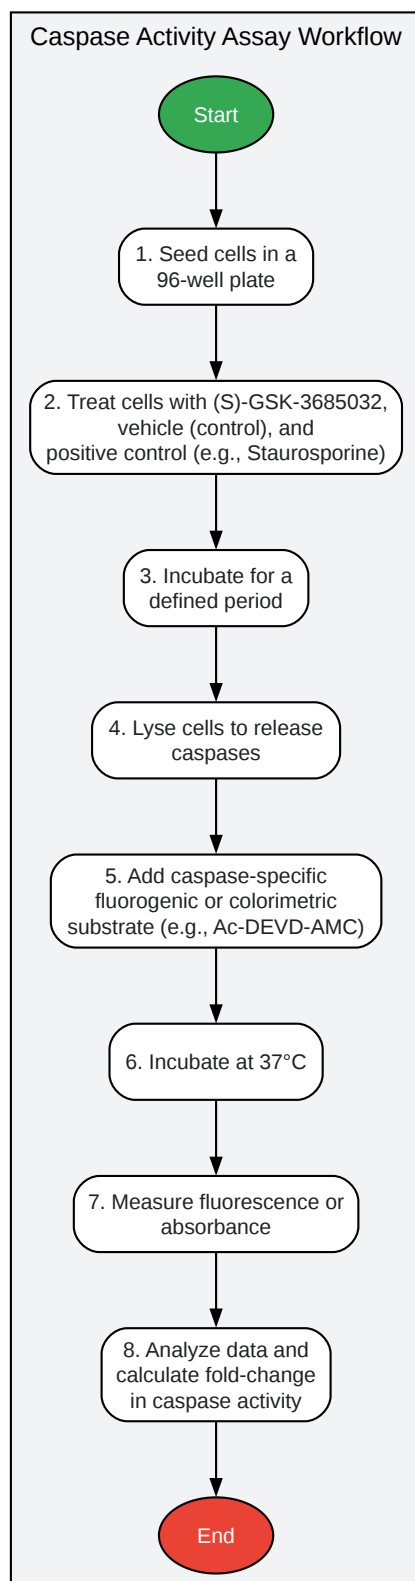 Caspase Activity Assay Workflow
Start
1. Seed cells in a
96-well plate
2. Treat cells with (S)-GSK-3685032,
vehicle (control), and
positive control (e.g., Staurosporine)
3. Incubate for a
defined period
4. Lyse cells to release
caspases
5. Add caspase-specific
fluorogenic or colorimetric
substrate (e.g., Ac-DEVD-AMC)
6. Incubate at 37°C
7. Measure fluorescence or
absorbance
8. Analyze data and
calculate fold-change
in caspase activity
End